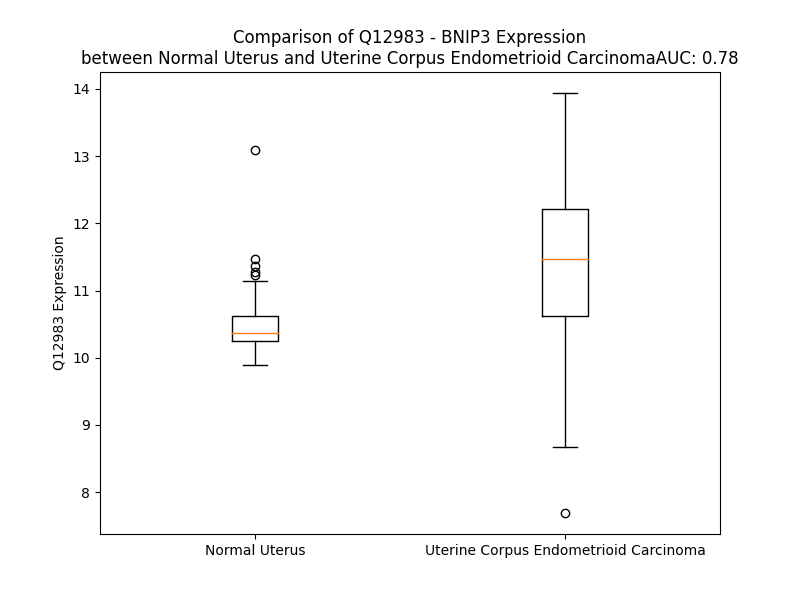 Comparison of Q12983 - BNIP3 Expression
between Normal Uterus and Uterine Corpus Endometrioid CarcinomaAUC: 0.78
14
13
12
11
10
9
8
Q12983 Expression
Normal Uterus
Uterine Corpus Endometrioid Carcinoma